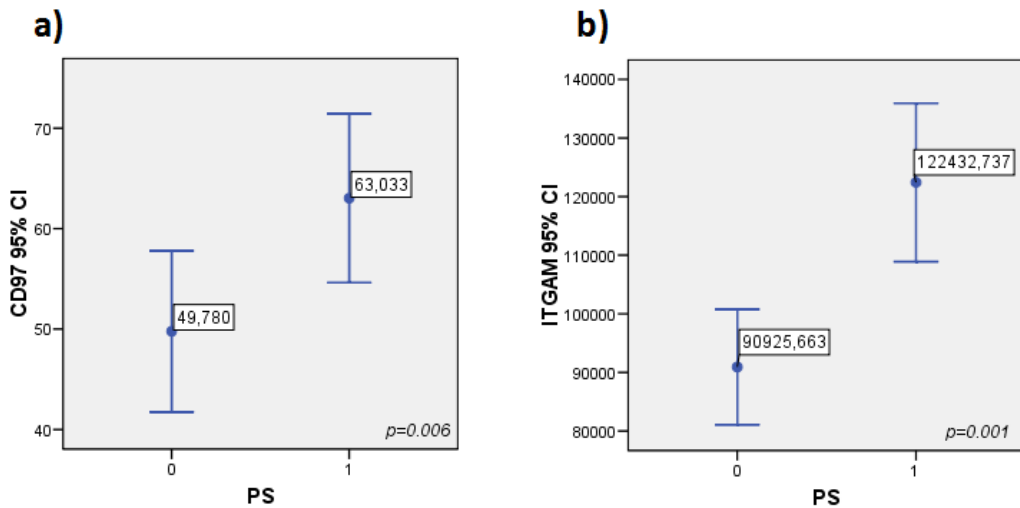 a)
CD97 95% CI
70
60
50
40
63,033
49,780
p=0.006
0 1
PS
b)
ITGAM 95% CI
140000
130000
120000
110000
100000
90000
80000
122432,737
90925,663
p=0.001
0 1
PS